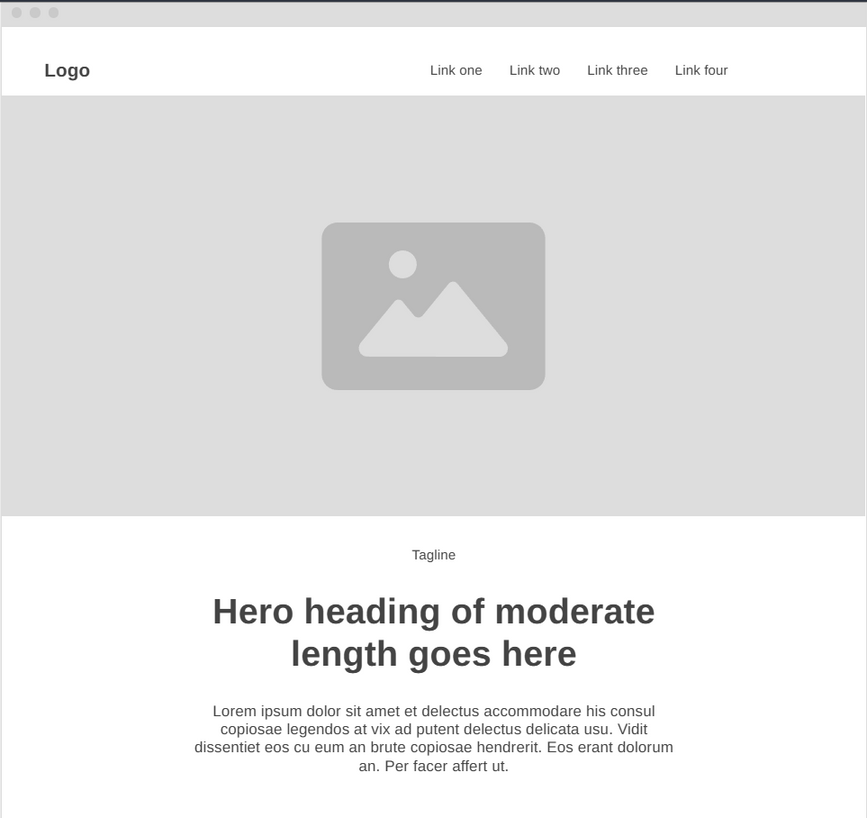 Logo
Link one Link two Link three Link four
Tagline
Hero heading of moderate
length goes here
Lorem ipsum dolor sit amet et delectus accommodare his consul
copiosae legendos at vix ad putent delectus delicata usu. Vidit
dissentiet eos cu eum an brute copiosae hendrerit. Eos erant dolorum
an. Per facer affert ut.